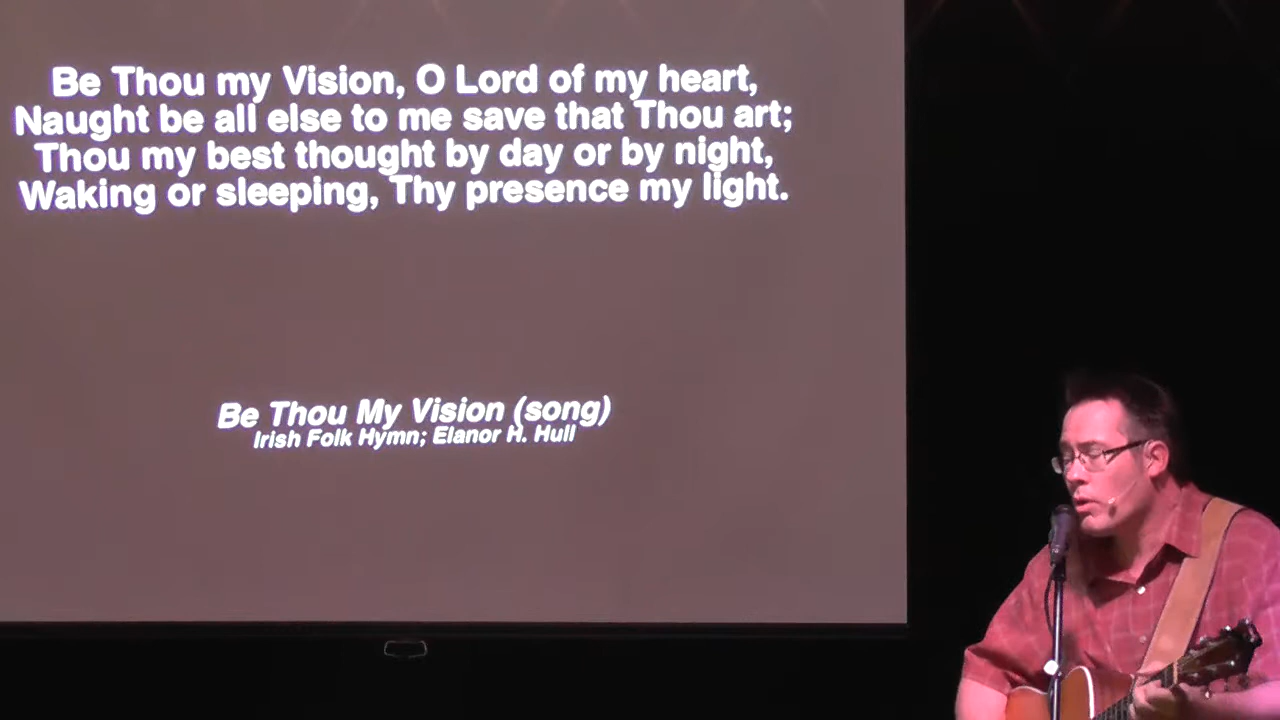 Be Thou my Vision, O Lord of my heart,
Naught be all else to me save that Thou art;
Thou my best thought by day or by night,
Waking or sleeping, Thy presence my light.
Be Thou My Vision (song)
Irish Folk Hymn; Elanor H. Hull